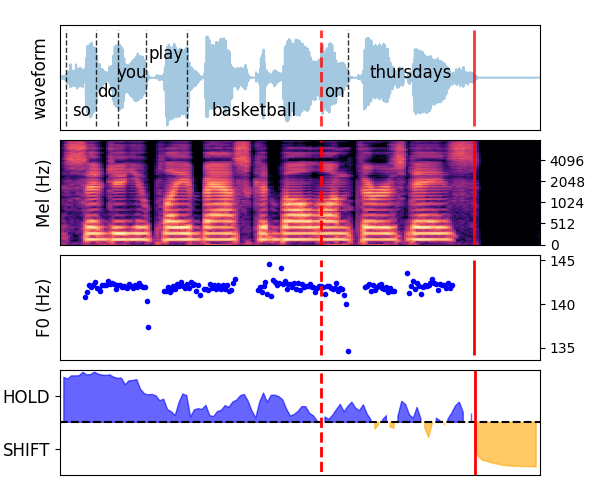 waveform
so
do
you
play
basketball
on
thursdays
Mel (Hz)
4096
2048
1024
512
0
F0 (Hz)
145
140
135
HOLD
SHIFT